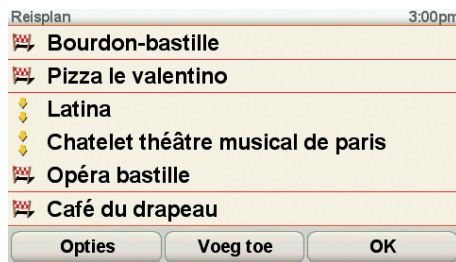 Reisplan 3:00pm
Bourdon-bastille
Pizza le valentino
Latina
Chatelet théâtre musical de paris
Opéra bastille
Café du drapeau
Opties Voeg toe OK